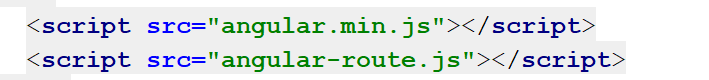 <script src="angular.min.js"></script>
<script src="angular-route.js"></script>